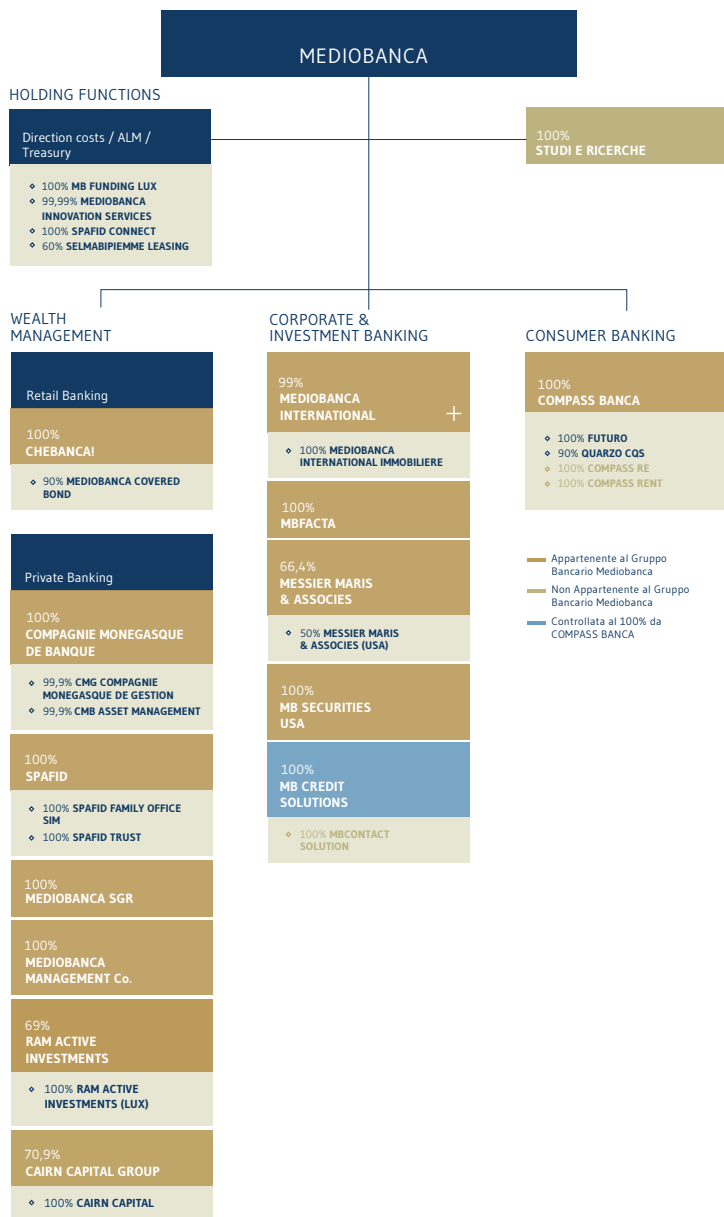 MEDIOBANCA
HOLDING FUNCTIONS
Direction costs / ALM /
Treasury
100% MB FUNDING LUX
99,99% MEDIOBANCA
INNOVATION SERVICES
100% SPAFID CONNECT
60% SELMABIPIEMME LEASING
100%
STUDI E RICERCHE
WEALTH
MANAGEMENT
Retail Banking
100%
CHEBANCA!
90% MEDIOBANCA COVERED
BOND
Private Banking
100%
COMPAGNIE MONEGASQUE
DE BANQUE
99,9% CMG COMPAGNIE
MONEGASQUE DE GESTION
99,9% CMB ASSET MANAGEMENT
100%
SPAFID
100% SPAFID FAMILY OFFICE
SIM
100% SPAFID TRUST
100%
MEDIOBANCA SGR
100%
MEDIOBANCA
MANAGEMENT Co.
69%
RAM ACTIVE
INVESTMENTS
100% RAM ACTIVE
INVESTMENTS (LUX)
70,9%
CAIRN CAPITAL GROUP
100% CAIRN CAPITAL
CORPORATE &
INVESTMENT BANKING
99%
MEDIOBANCA
INTERNATIONAL +
100% MEDIOBANCA
INTERNATIONAL IMMOBILIERE
100%
MBFACTA
66,4%
MESSIER MARIS
& ASSOCIES
50% MESSIER MARIS
& ASSOCIES (USA)
100%
MB SECURITIES
USA
100%
MB CREDIT
SOLUTIONS
100% MBCONTACT
SOLUTION
CONSUMER BANKING
100%
COMPASS BANCA
100% FUTURO
90% QUARZO CQS
100% COMPASS RE
100% COMPASS RENT
Appartenente al Gruppo
Bancario Mediobanca
Non Appartenente al Gruppo
Bancario Mediobanca
Controllata al 100% da
COMPASS BANCA